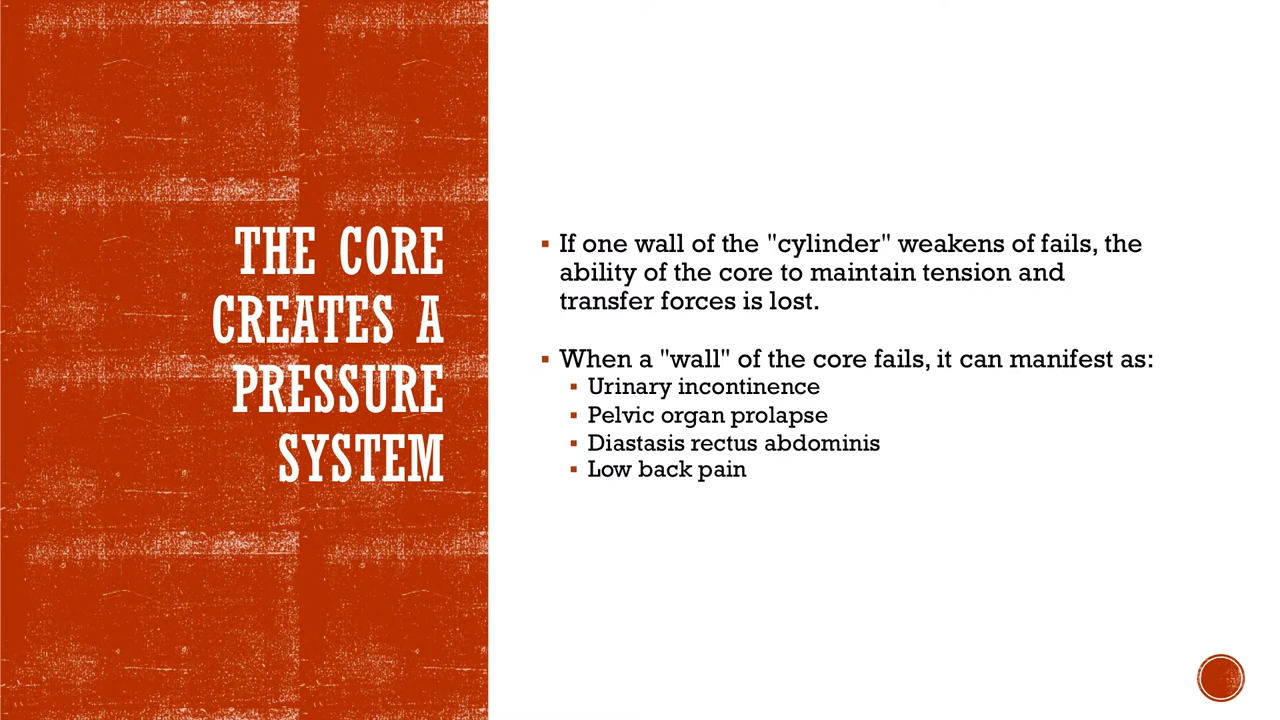 THE CORE
CREATES A
PRESSURE
SYSTEM
▪ If one wall of the "cylinder" weakens of fails, the
ability of the core to maintain tension and
transfer forces is lost.
▪ When a "wall" of the core fails, it can manifest as:
▪ Urinary incontinence
▪ Pelvic organ prolapse
▪ Diastasis rectus abdominis
▪ Low back pain